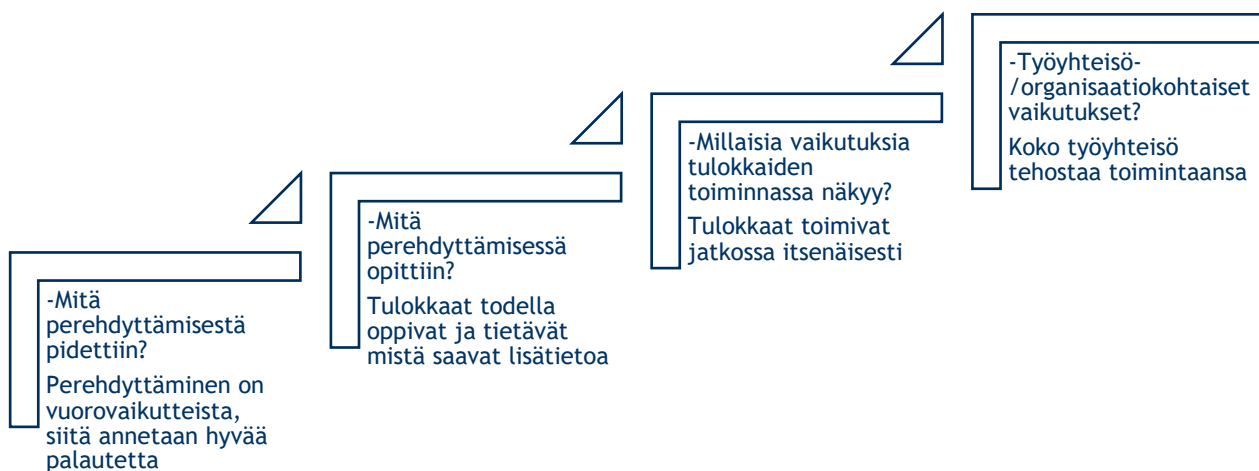 -Mitä
perehdyttämisestä
pidettiin?
Perehdyttäminen on
vuorovaikutteista,
siitä annetaan hyvää
palautetta
-Mitä
perehdyttämisessä
opittiin?
Tulokkaat todella
oppivat ja tietävät
mistä saavat lisätietoa
-Millaisia vaikutuksia
tulokkaiden
toiminnassa näkyy?
Tulokkaat toimivat
jatkossa itsenäisesti
-Työyhteisö-
/organisaatiokohtaiset
vaikutukset?
Koko työyhteisö
tehostaa toimintaansa